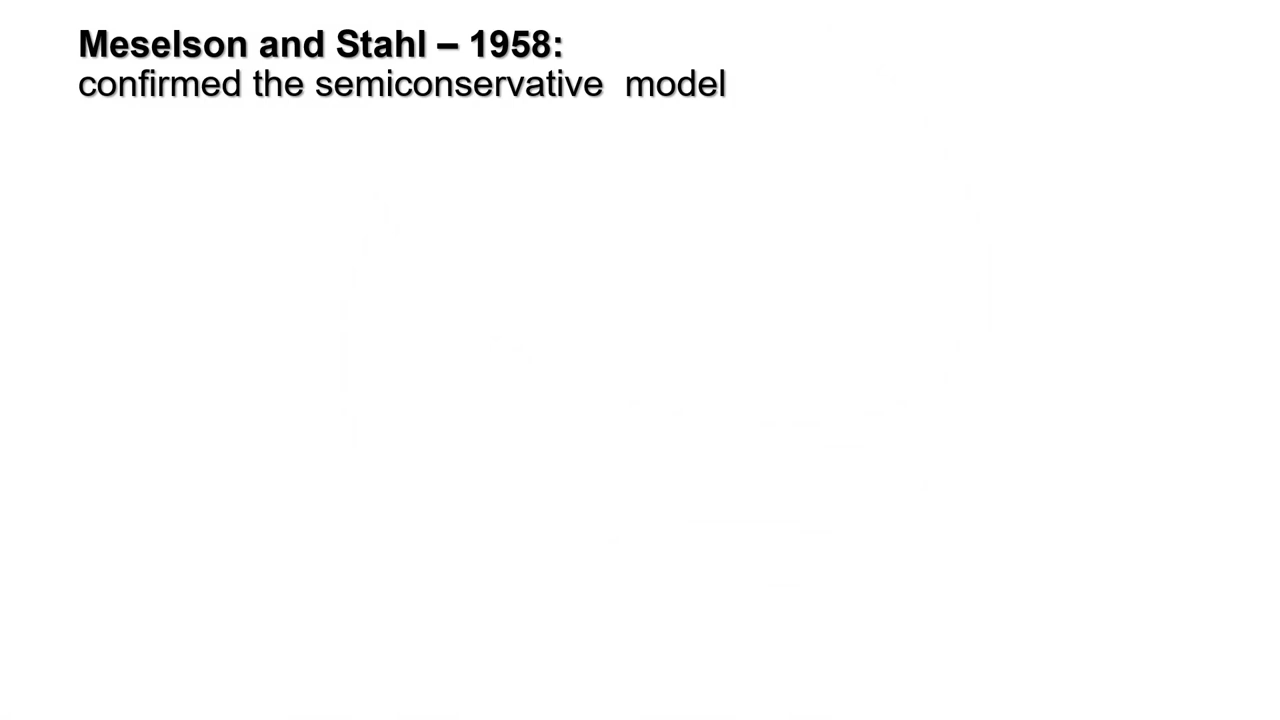 Meselson and Stahl – 1958:
confirmed the semiconservative  model